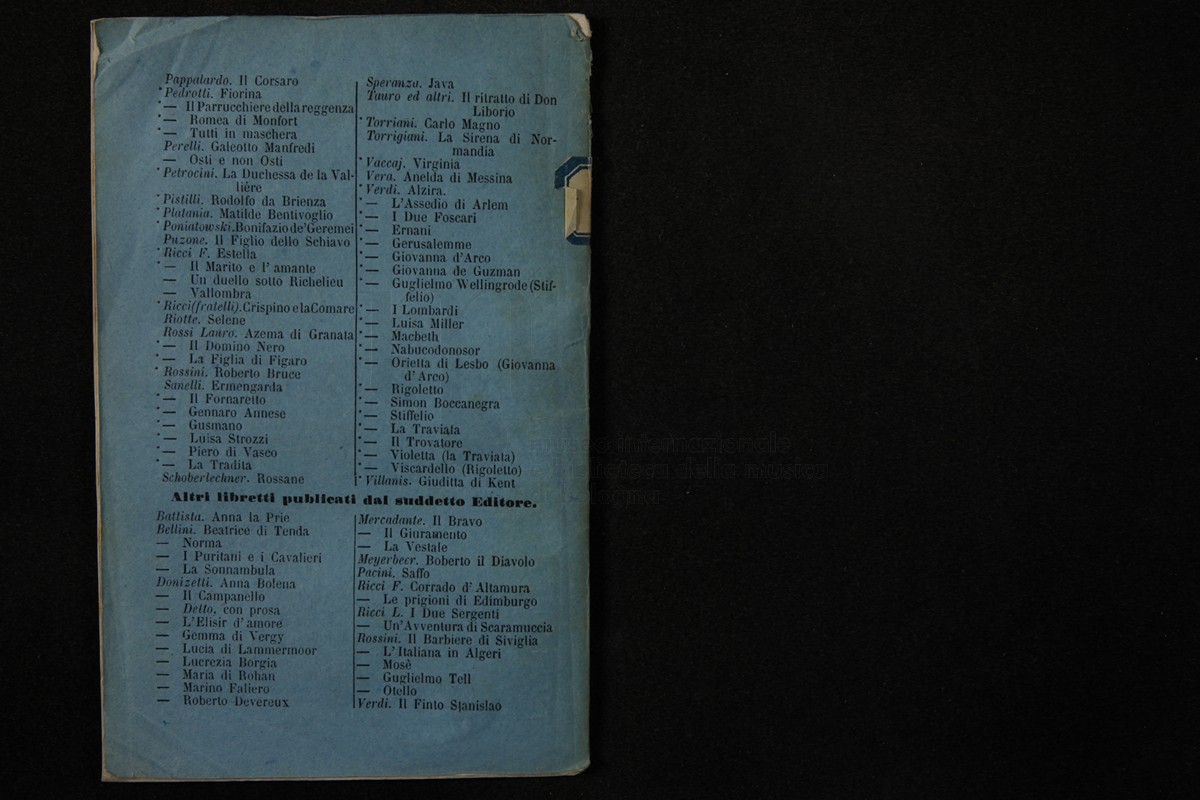 Pappalardo. Il Corsaro
* Pedrotti. Fiorina
* — Il Parrucchiere della reggenza
* — Romea di Monfort
* — Tutti in maschera
Perelli. Galeotto Manfredi
— Osti e non Osti
* Petrocini. La Duchessa de la Val-
liére
* Pistilli. Rodolfo da Brienza
* Platania. Matilde Bentivoglio
* Poniatowski. Bonifazio de' Geremei
Puzone. Il Figlio dello Schiavo
* Ricci F. Estella
* — Il Marito e l'amante
— Un duello sotto Richelieu
— Vallombra
* Ricci (fratelli). Crispino e la Comare
Riotte. Selene
Rossi Lauro. Azema di Granata
* — Il Domino Nero
* — La Figlia di Figaro
* Rossini. Roberto Bruce
Sanelli. Ermengarda
* — Il Fornaretto
* — Gennaro Annese
* — Gusmano
* — Luisa Strozzi
* — Piero di Vasco
* — La Tradita
Schoberlechner. Rossane
Speranza. Java
Tauro ed altri. Il ritratto di Don
Liborio
* Torriani. Carlo Magno
Torrigiani. La Sirena di Nor-
mandia
* Vaccaj. Virginia
Vera. Anelda di Messina
* Verdi. Alzira.
* — L'Assedio di Arlem
* — I Due Foscari
* — Ernani
* — Gerusalemme
* — Giovanna d'Arco
* — Giovanna de Guzman
* — Guglielmo Wellingrode (Stif-
felio)
* — I Lombardi
* — Luisa Miller
* — Macbeth
* — Nabucodonosor
* — Orietta di Lesbo (Giovanna
d'Arco)
* — Rigoletto
* — Simon Boccanegra
* — Stiffelio
* — La Traviata
* — Il Trovatore
* — Violetta (la Traviata)
* — Viscardello (Rigoletto)
* Villanis. Giuditta di Kent
Altri libretti publicati dal suddetto Editore.
Battista. Anna la Prie
Bellini. Beatrice di Tenda
— Norma
— I Puritani e i Cavalieri
— La Sonnambula
Donizetti. Anna Bolena
— Il Campanello
— Detto, con prosa
— L'Elisir d'amore
— Gemma di Vergy
— Lucia di Lammermoor
— Lucrezia Borgia
— Maria di Rohan
— Marino Faliero
— Roberto Devereux
Mercadante. Il Bravo
— Il Giuramento
— La Vestale
Meyerbeer. Roberto il Diavolo
Pacini. Saffo
Ricci F. Corrado d'Altamura
— Le prigioni di Edimburgo
Ricci L. I Due Sergenti
— Un'Avventura di Scaramuccia
Rossini. Il Barbiere di Siviglia
— L'Italiana in Algeri
— Mosè
— Guglielmo Tell
— Otello
Verdi. Il Finto Stanislao